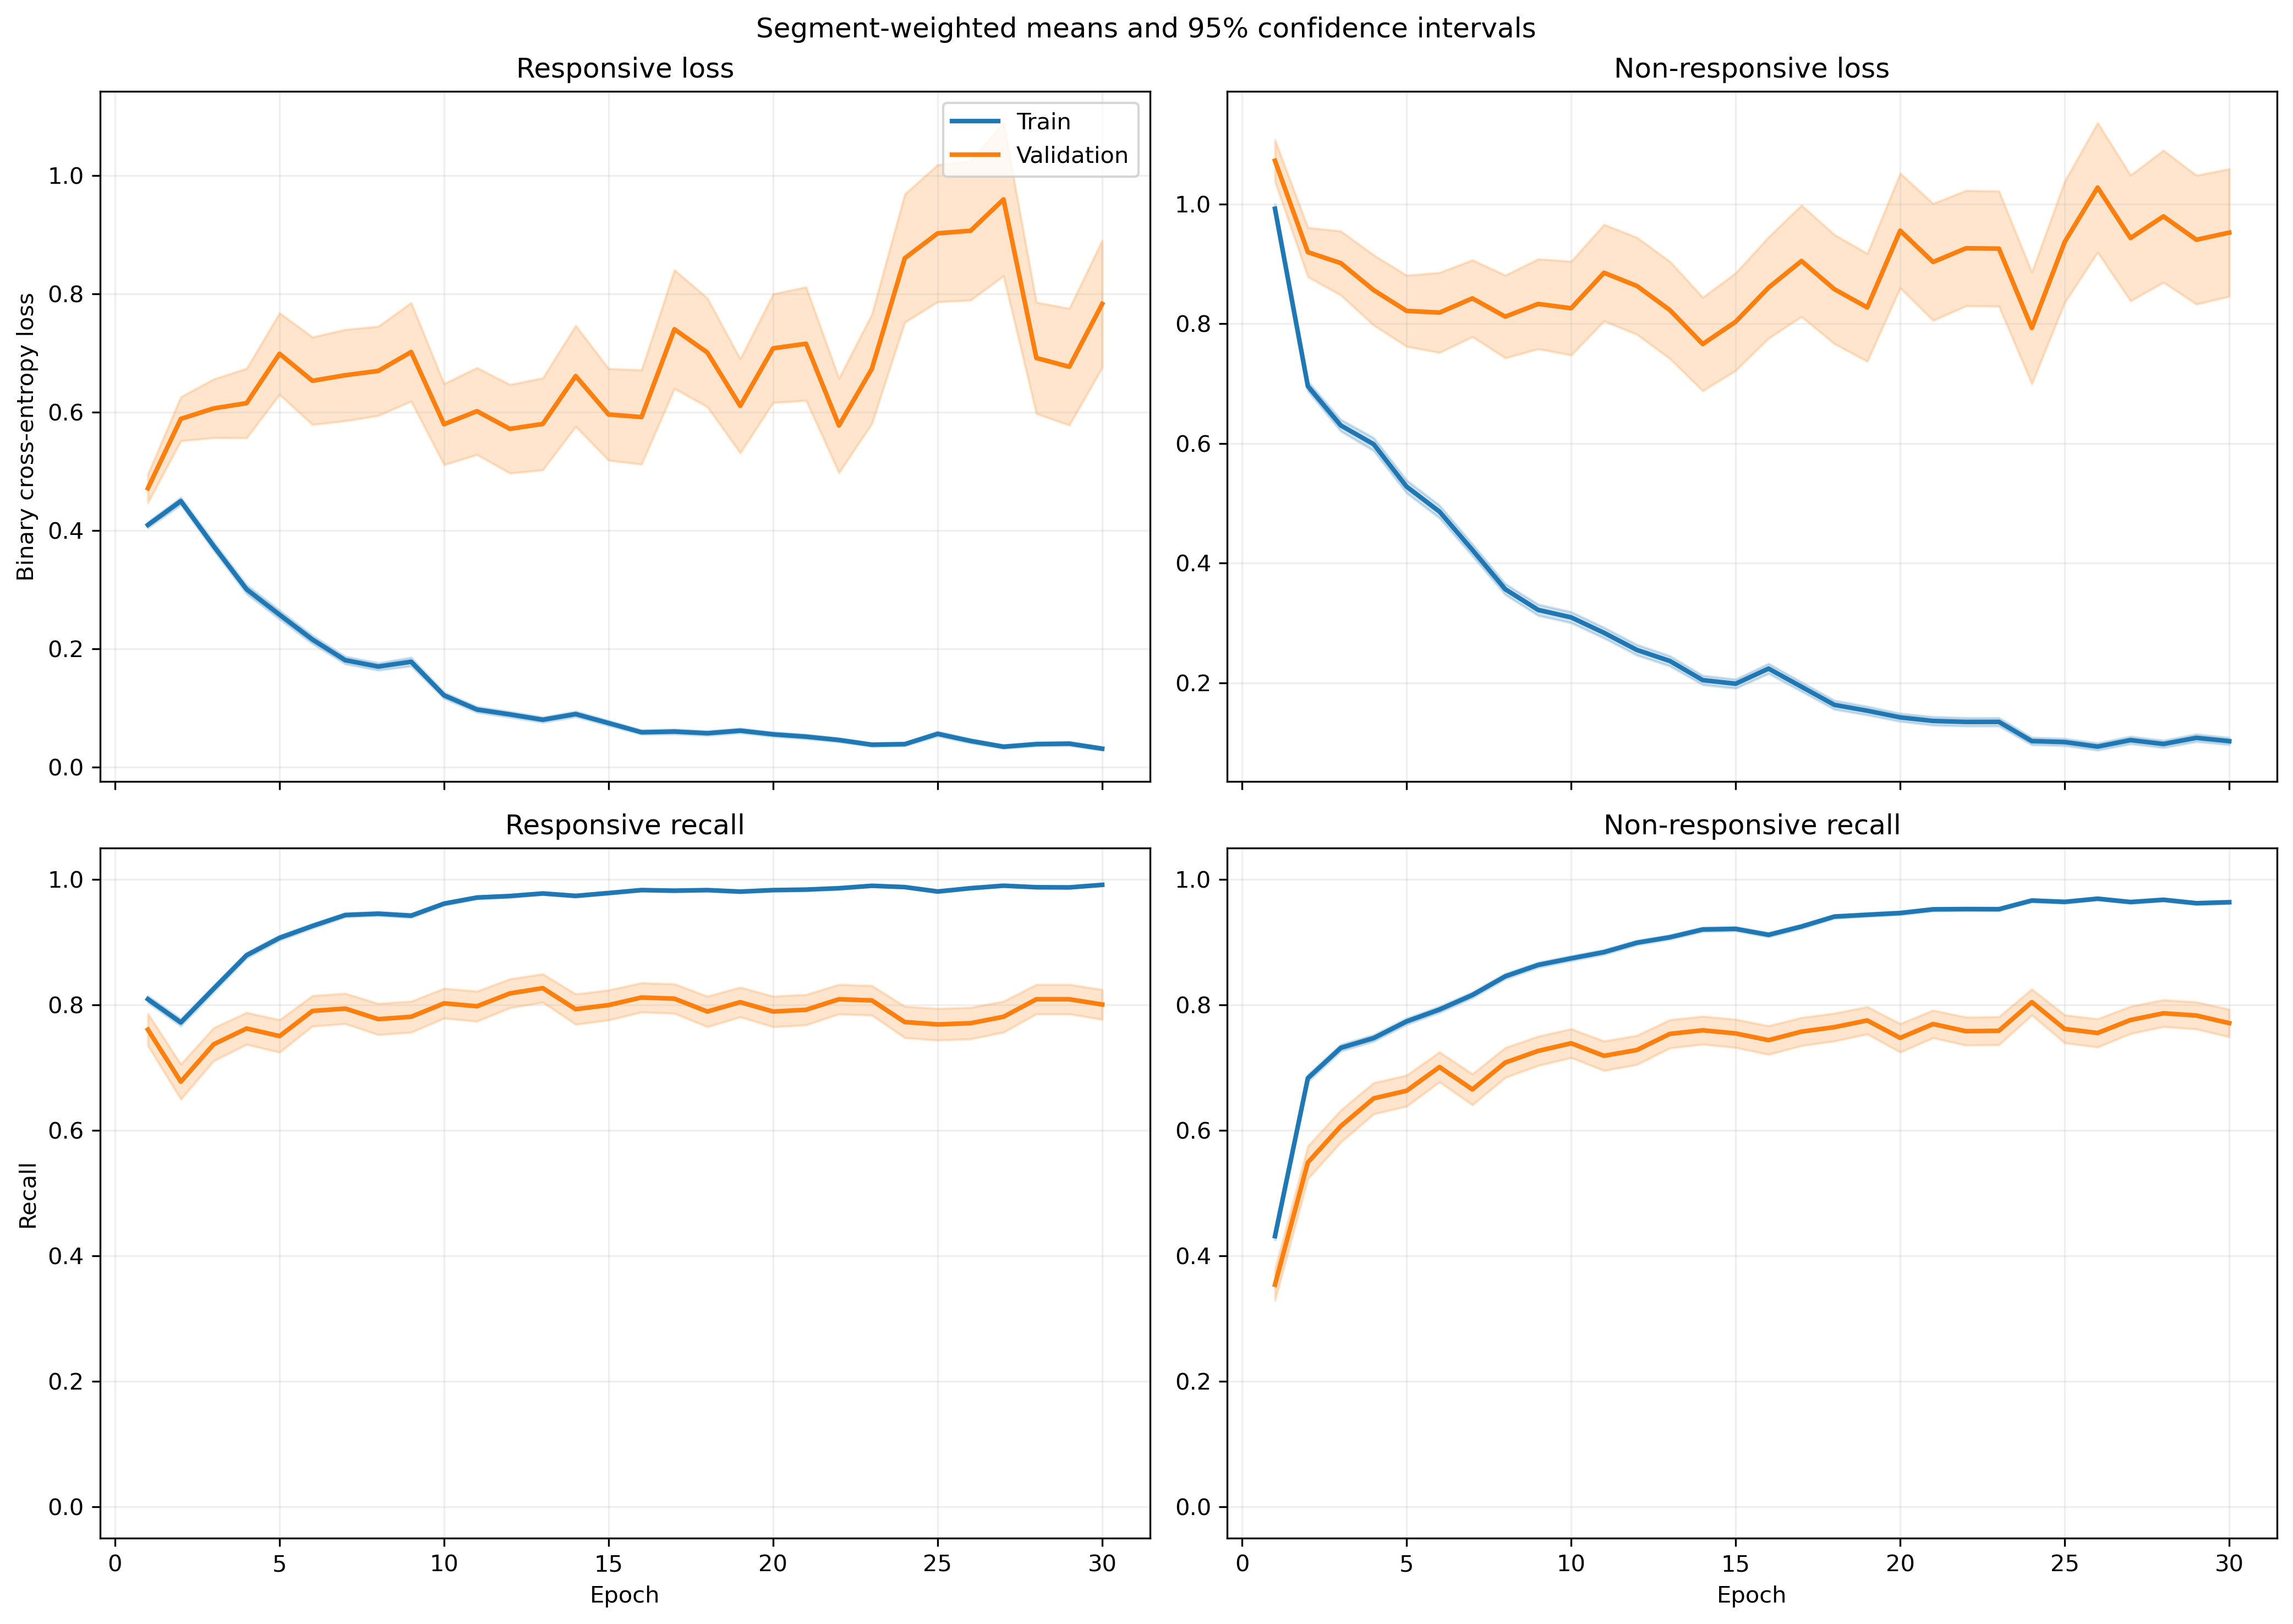 Segment-weighted means and 95% confidence intervals
Responsive loss
Non-responsive loss
Train
Validation
1.0
0.8
0.6
0.4
0.2
0.0
Binary cross-entropy loss
1.0
0.8
0.6
0.4
0.2
Responsive recall
Non-responsive recall
1.0
0.8
0.6
0.4
0.2
0.0
Recall
0 5 10 15 20 25 30
Epoch
1.0
0.8
0.6
0.4
0.2
0.0
0 5 10 15 20 25 30
Epoch